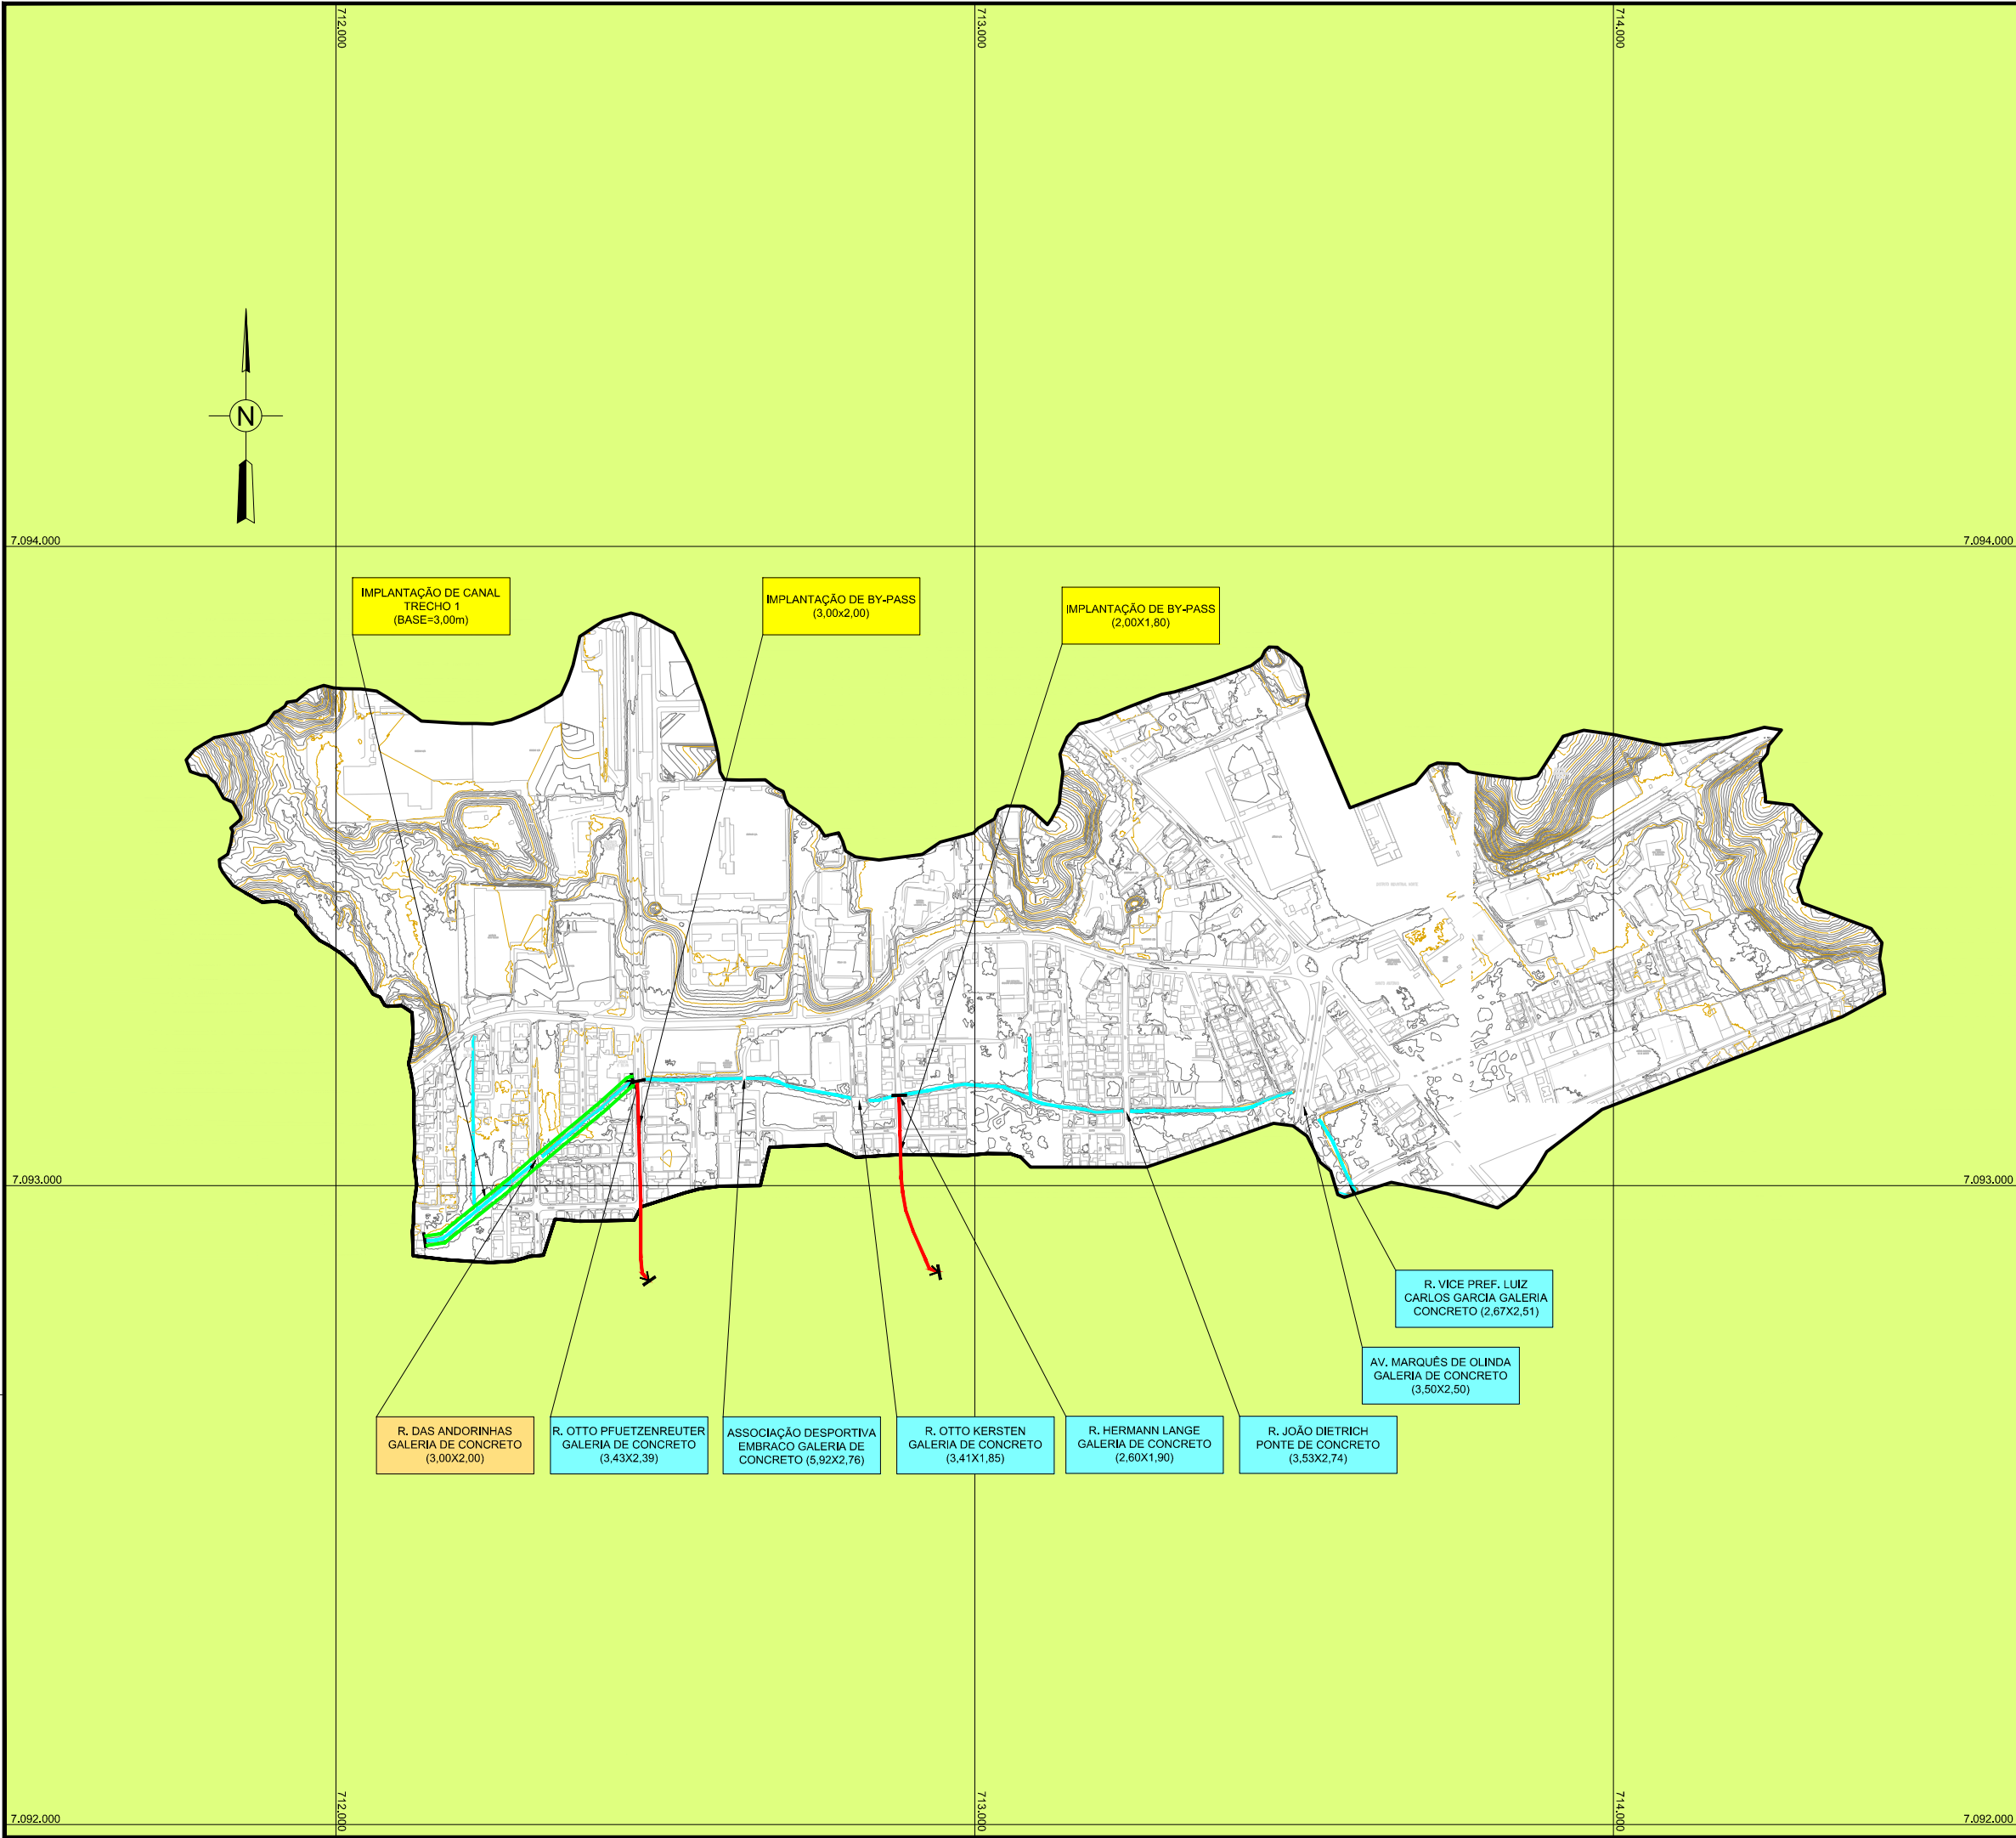 712.000
713.000
714.000
N
7.094.000
7.094.000
IMPLANTAÇÃO DE CANAL
TRECHO 1
(BASE=3,00m)
IMPLANTAÇÃO DE BY-PASS
(3,00x2,00)
IMPLANTAÇÃO DE BY-PASS
(2,00X1,80)
7.093.000
7.093.000
R. VICE PREF. LUIZ
CARLOS GARCIA GALERIA
CONCRETO (2,67X2,51)
AV. MARQUÊS DE OLINDA
GALERIA DE CONCRETO
(3,50X2,50)
R. DAS ANDORINHAS
GALERIA DE CONCRETO
(3,00X2,00)
R. OTTO PFUETZENREUTER
GALERIA DE CONCRETO
(3,43X2,39)
ASSOCIAÇÃO DESPORTIVA
EMBRACO GALERIA DE
CONCRETO (5,92X2,76)
R. OTTO KERSTEN
GALERIA DE CONCRETO
(3,41X1,85)
R. HERMANN LANGE
GALERIA DE CONCRETO
(2,60X1,90)
R. JOÃO DIETRICH
PONTE DE CONCRETO
(3,53X2,74)
712.000
713.000
714.000
7.092.000
7.092.000